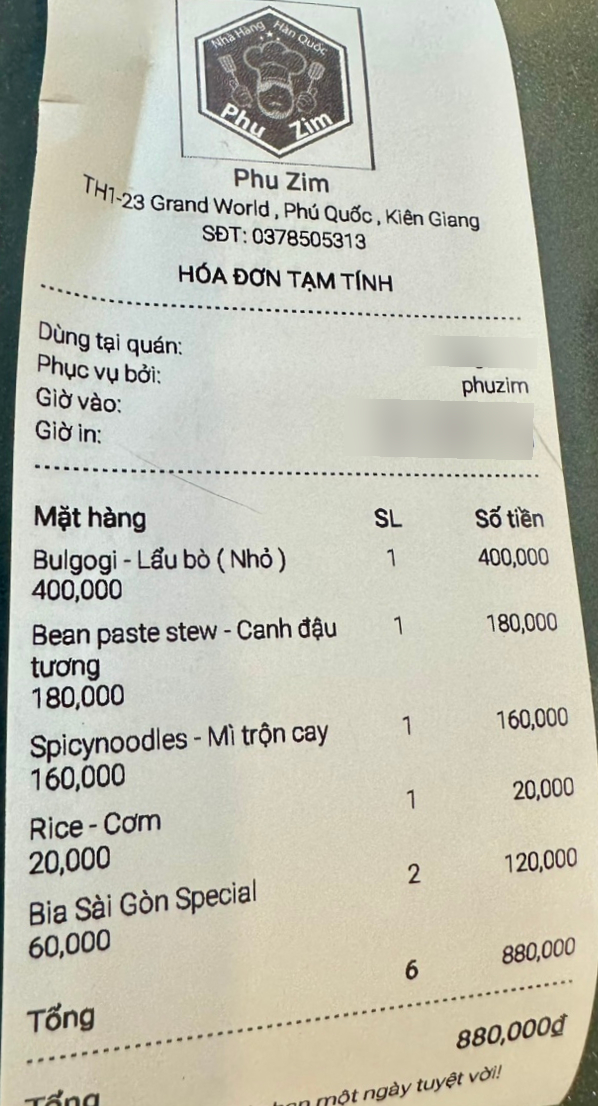 Nhà Hàng Hàn Quốc
Phu Zim
Phu Zim
TH1-23 Grand World , Phú Quốc , Kiên Giang
SĐT: 0378505313
HÓA ĐƠN TẠM TÍNH
Dùng tại quán:
Phục vụ bởi: phuzim
Giờ vào:
Giờ in:
Mặt hàng SL Số tiền
Bulgogi - Lẩu bò ( Nhỏ ) 1 400,000
400,000
Bean paste stew - Canh đậu 1 180,000
tương
180,000
Spicynoodles - Mì trộn cay 1 160,000
160,000
Rice - Cơm 1 20,000
20,000
Bia Sài Gòn Special 2 120,000
60,000
Tổng 6 880,000
Tổng 880,000₫
một ngày tuyệt vời!